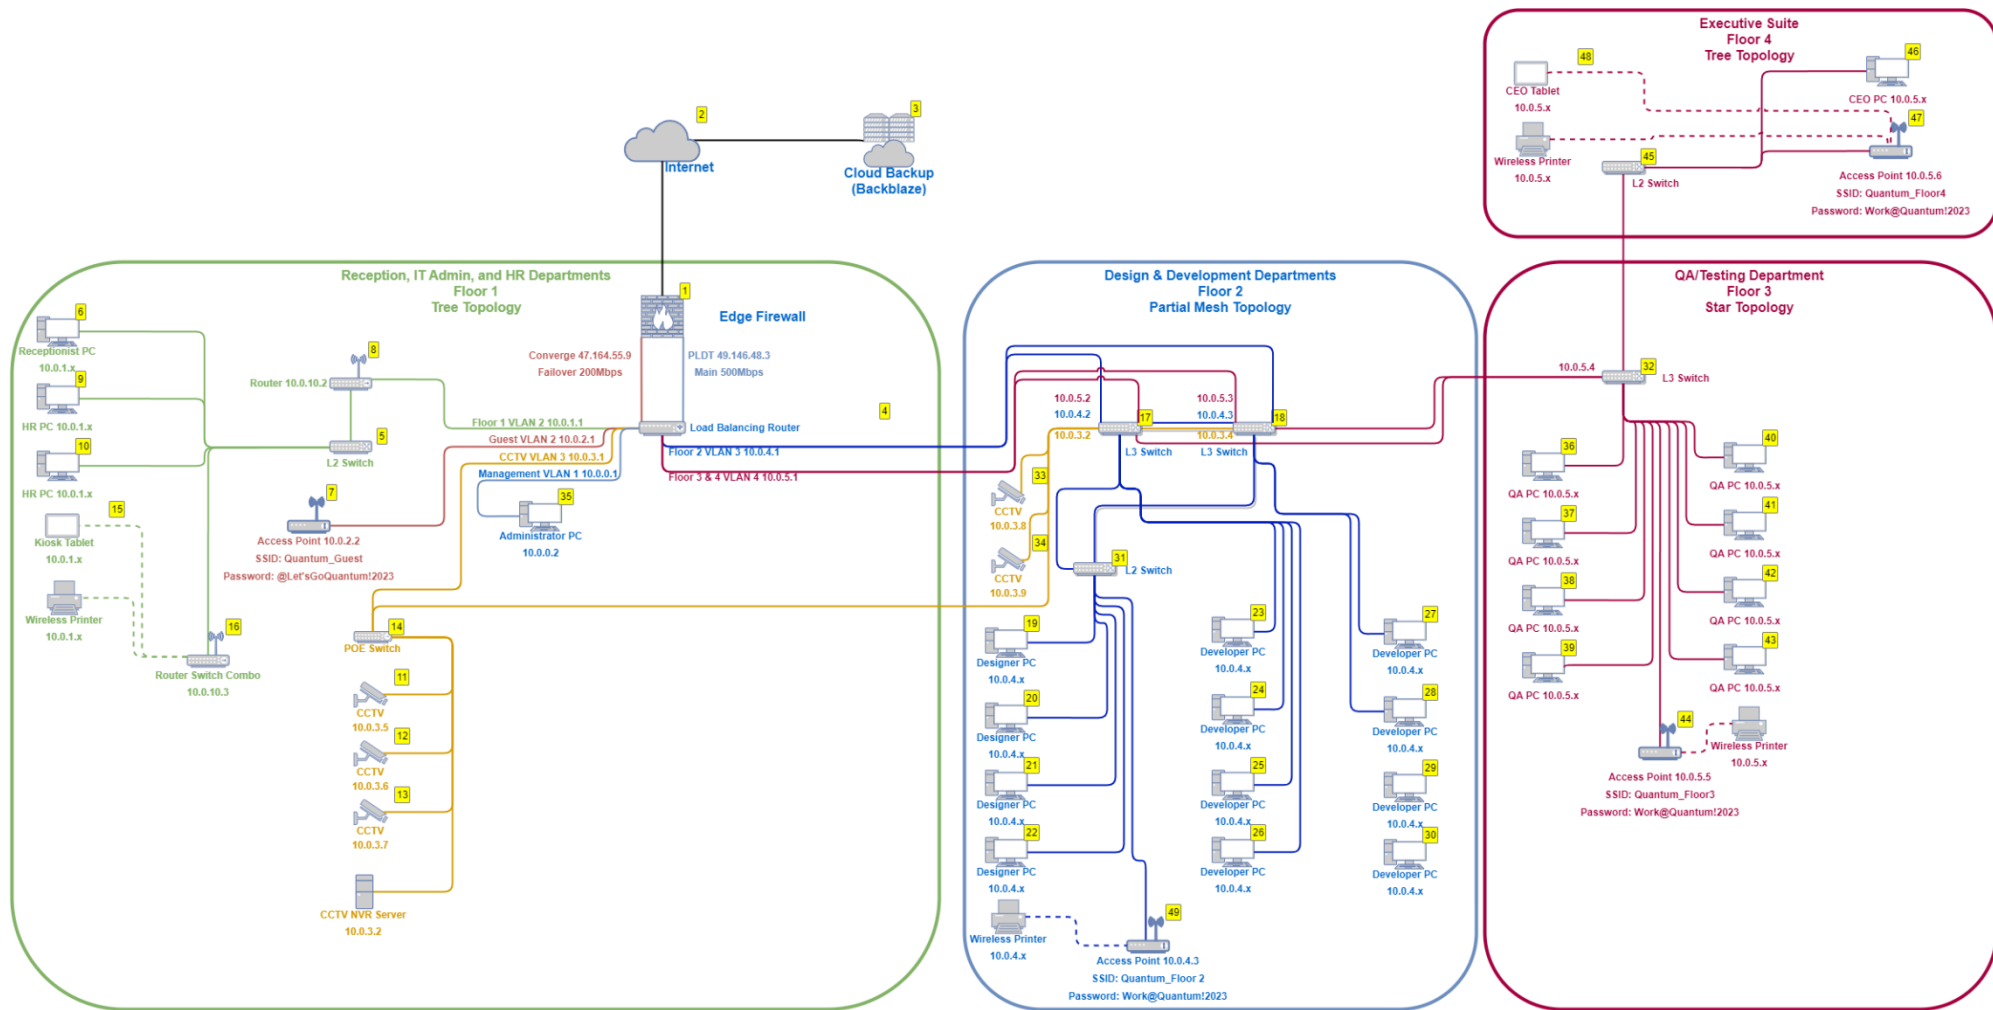 Executive Suite
Floor 4
Tree Topology
48
46
CEO Tablet
10.0.5.x
CEO PC 10.0.5.x
47
Wireless Printer
10.0.5.x
45
L2 Switch
Access Point 10.0.5.6
SSID: Quantum_Floor4
Password: Work@Quantum!2023
2
Internet
3
Cloud Backup
(Backblaze)
Reception, IT Admin, and HR Departments
Floor 1
Tree Topology
1
Edge Firewall
Converge 47.164.55.9
Failover 200Mbps
PLDT 49.146.48.3
Main 500Mbps
4
Load Balancing Router
6
Receptionist PC
10.0.1.x
8
Router 10.0.10.2
9
HR PC 10.0.1.x
10
HR PC 10.0.1.x
5
L2 Switch
Floor 1 VLAN 2 10.0.1.1
Guest VLAN 2 10.0.2.1
CCTV VLAN 3 10.0.3.1
Management VLAN 1 10.0.0.1
Floor 2 VLAN 3 10.0.4.1
Floor 3 & 4 VLAN 4 10.0.5.1
7
Access Point 10.0.2.2
SSID: Quantum_Guest
Password: @Let'sGoQuantum!2023
35
Administrator PC
10.0.0.2
15
Kiosk Tablet
10.0.1.x
Wireless Printer
10.0.1.x
16
Router Switch Combo
10.0.10.3
14
POE Switch
11
CCTV
10.0.3.5
12
CCTV
10.0.3.6
13
CCTV
10.0.3.7
CCTV NVR Server
10.0.3.2
Design & Development Departments
Floor 2
Partial Mesh Topology
10.0.5.2
10.0.4.2
10.0.3.2
17
L3 Switch
10.0.5.3
10.0.4.3
10.0.3.4
18
L3 Switch
33
CCTV
10.0.3.8
34
CCTV
10.0.3.9
31
L2 Switch
19
Designer PC
10.0.4.x
20
Designer PC
10.0.4.x
21
Designer PC
10.0.4.x
22
Designer PC
10.0.4.x
23
Developer PC
10.0.4.x
24
Developer PC
10.0.4.x
25
Developer PC
10.0.4.x
26
Developer PC
10.0.4.x
27
Developer PC
10.0.4.x
28
Developer PC
10.0.4.x
29
Developer PC
10.0.4.x
30
Developer PC
10.0.4.x
Wireless Printer
10.0.4.x
49
Access Point 10.0.4.3
SSID: Quantum_Floor 2
Password: Work@Quantum!2023
QA/Testing Department
Floor 3
Star Topology
10.0.5.4
32
L3 Switch
36
QA PC 10.0.5.x
37
QA PC 10.0.5.x
38
QA PC 10.0.5.x
39
QA PC 10.0.5.x
40
QA PC 10.0.5.x
41
QA PC 10.0.5.x
42
QA PC 10.0.5.x
43
QA PC 10.0.5.x
44
Wireless Printer
10.0.5.x
Access Point 10.0.5.5
SSID: Quantum_Floor3
Password: Work@Quantum!2023